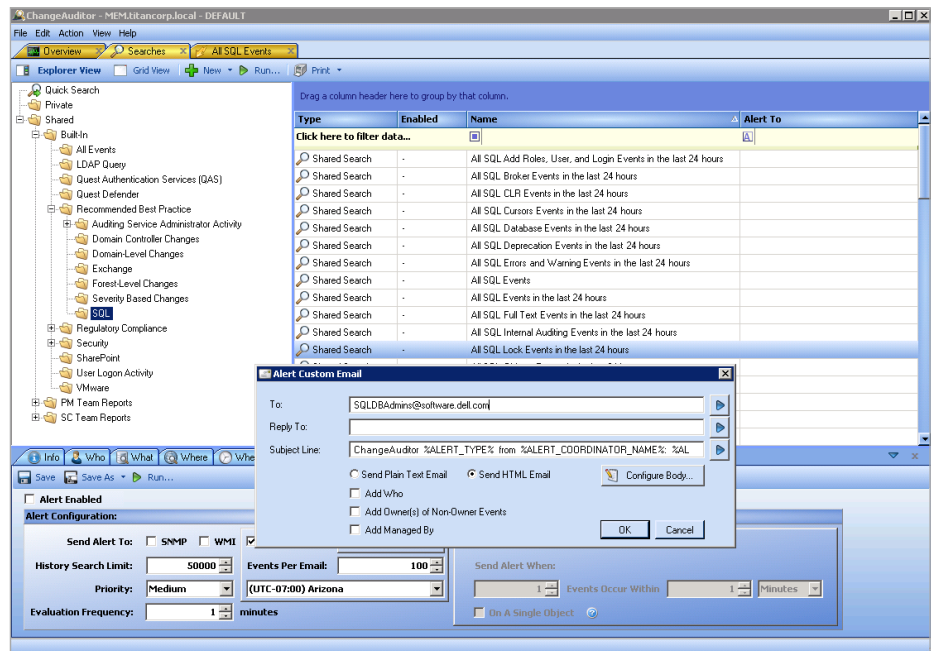 ChangeAuditor - MEM.titancorp.local - DEFAULT
File Edit Action View Help
Overview Searches All SQL Events
Explorer View Grid View New Run... Print
Quick Search
Private
Shared
Built-In
All Events
LDAP Query
Quest Authentication Services (QAS)
Quest Defender
Recommended Best Practice
Auditing Service Administrator Activity
Domain Controller Changes
Domain-Level Changes
Exchange
Forest-Level Changes
Severity Based Changes
SQL
Regulatory Compliance
Security
SharePoint
User Logon Activity
VMware
PM Team Reports
SC Team Reports
Drag a column header here to group by that column.
Type Enabled Name Alert To
Click here to filter data...
Shared Search - All SQL Add Roles, User, and Login Events in the last 24 hours
Shared Search - All SQL Broker Events in the last 24 hours
Shared Search - All SQL CLR Events in the last 24 hours
Shared Search - All SQL Cursors Events in the last 24 hours
Shared Search - All SQL Database Events in the last 24 hours
Shared Search - All SQL Deprecation Events in the last 24 hours
Shared Search - All SQL Errors and Warning Events in the last 24 hours
Shared Search - All SQL Events
Shared Search - All SQL Events in the last 24 hours
Shared Search - All SQL Full Text Events in the last 24 hours
Shared Search - All SQL Internal Auditing Events in the last 24 hours
Shared Search - All SQL Lock Events in the last 24 hours
Alert Custom Email
To: SQLDBAdmins@software.dell.com
Reply To:
Subject Line: ChangeAuditor %ALERT_TYPE% from %ALERT_COORDINATOR_NAME%: %AL
Send Plain Text Email Send HTML Email Configure Body...
Add Who
Add Owner(s) of Non-Owner Events
Add Managed By
OK Cancel
Info Who What Where Whe
Save Save As Run...
Alert Enabled
Alert Configuration:
Send Alert To: SNMP WMI
History Search Limit: 50000 Events Per Email: 100
Priority: Medium (UTC-07:00) Arizona
Evaluation Frequency: 1 minutes
Send Alert When:
1 Events Occur Within 1 Minutes
On A Single Object